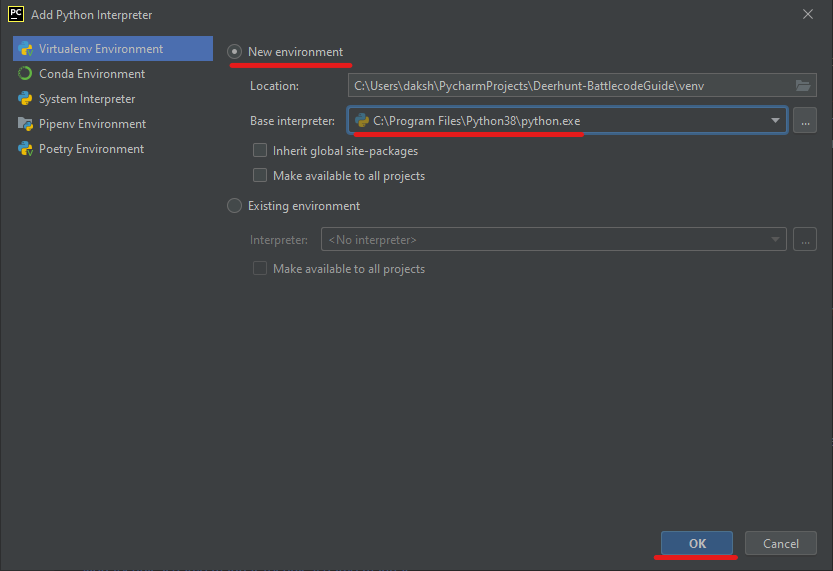 PC Add Python Interpreter
Virtualenv Environment
Conda Environment
System Interpreter
Pipenv Environment
Poetry Environment
New environment
Location: C:\Users\daksh\PycharmProjects\Deerhunt-BattlecodeGuide\venv
Base interpreter: C:\Program Files\Python38\python.exe ...
Inherit global site-packages
Make available to all projects
Existing environment
Interpreter: <No interpreter> ...
Make available to all projects
OK Cancel